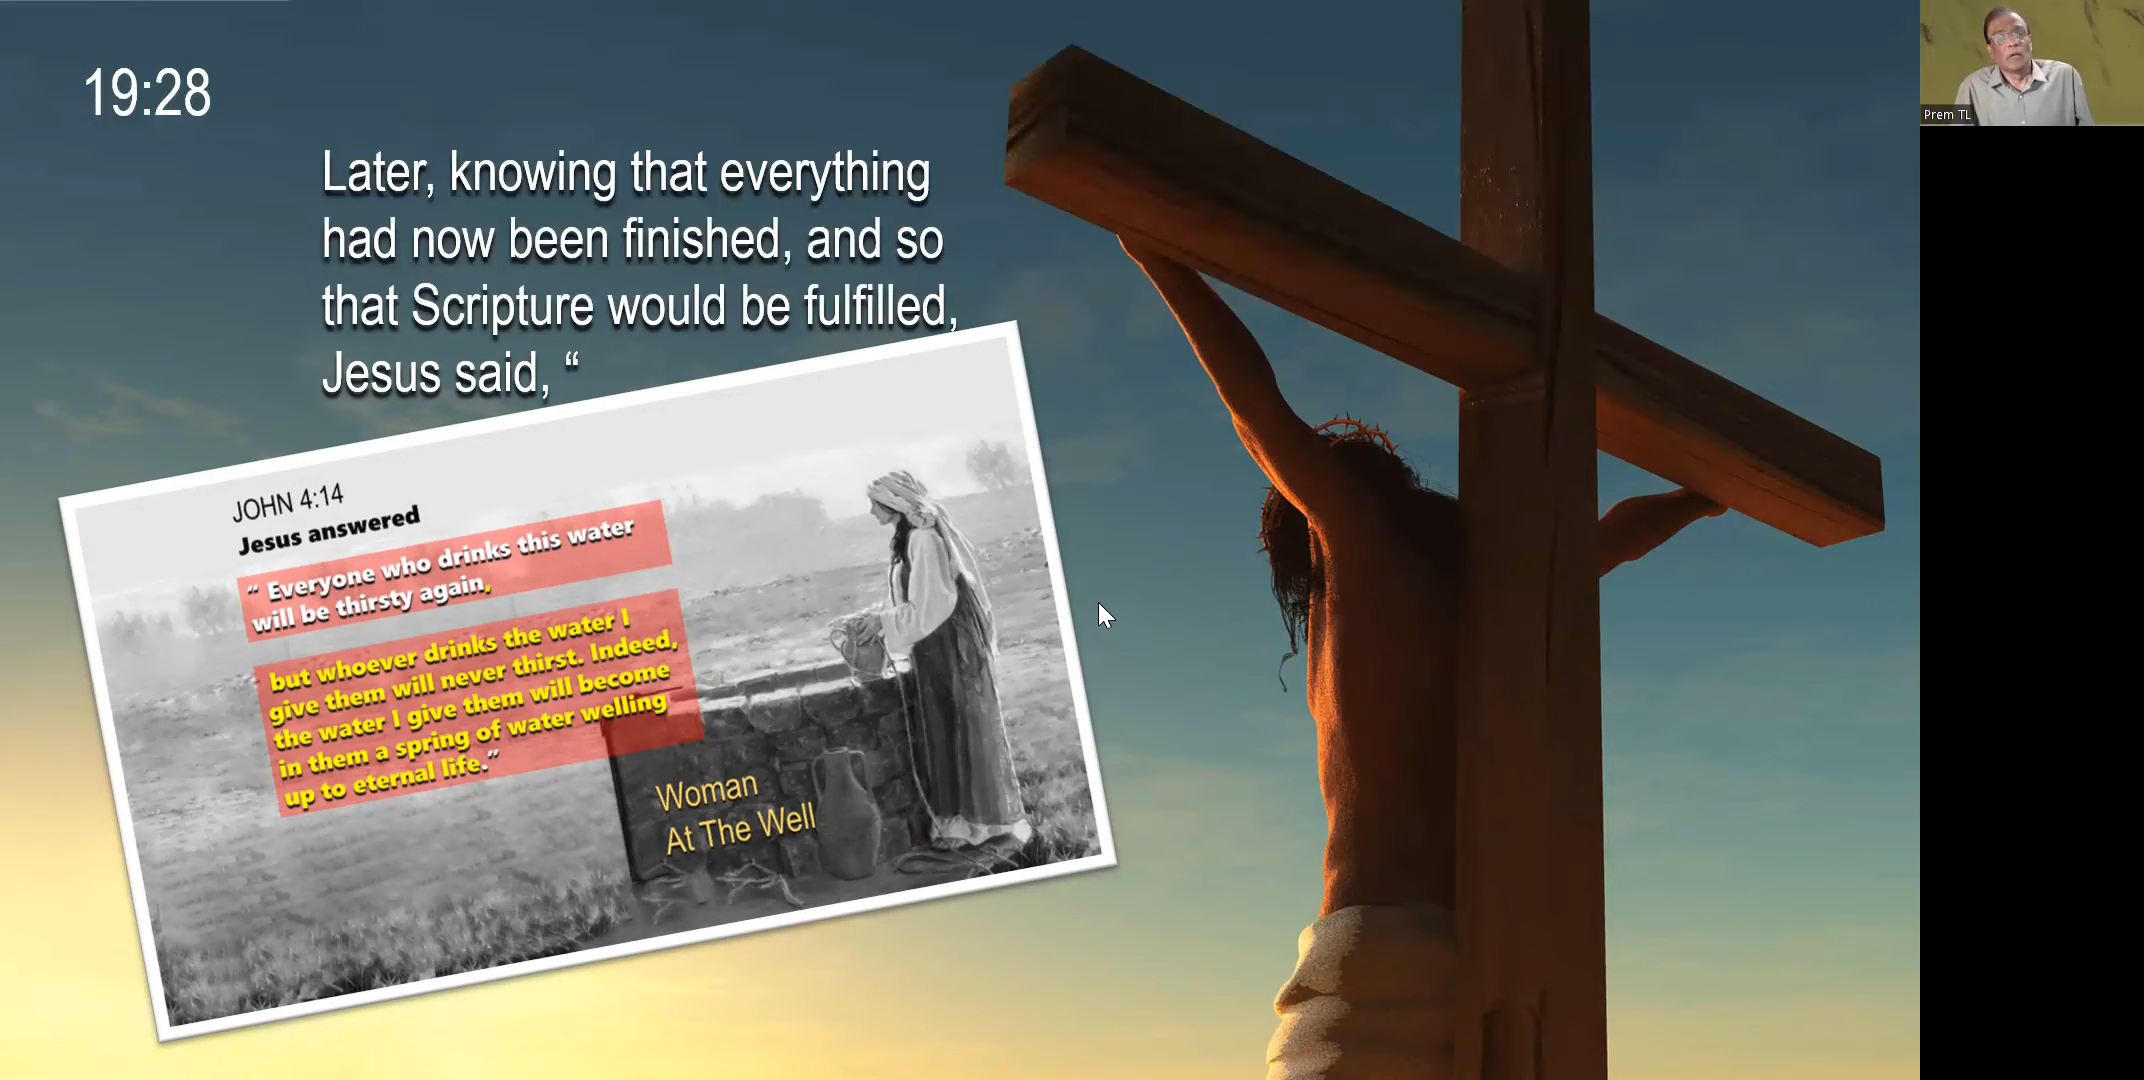 19:28
Later, knowing that everything
had now been finished, and so
that Scripture would be fulfilled,
Jesus said, “
JOHN 4:14
Jesus answered
“ Everyone who drinks this water
will be thirsty again,
but whoever drinks the water I
give them will never thirst. Indeed,
the water I give them will become
in them a spring of water welling
up to eternal life.”
Woman
At The Well
Prem TL